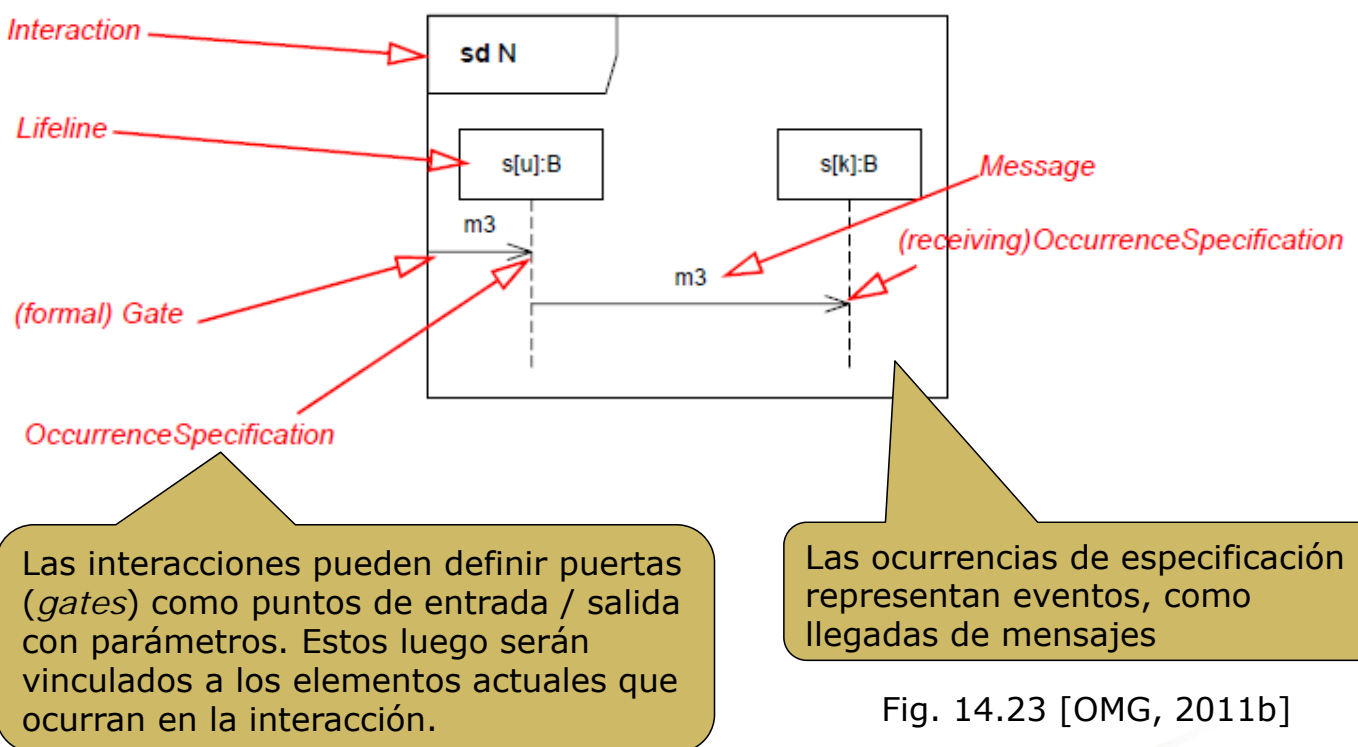 Interaction
sd N
Lifeline
s[u]:B
s[k]:B
Message
m3
(receiving)OccurrenceSpecification
m3
(formal) Gate
OccurrenceSpecification
Las interacciones pueden definir puertas
(gates) como puntos de entrada / salida
con parámetros. Estos luego serán
vinculados a los elementos actuales que
ocurran en la interacción.
Las ocurrencias de especificación
representan eventos, como
llegadas de mensajes
Fig. 14.23 [OMG, 2011b]